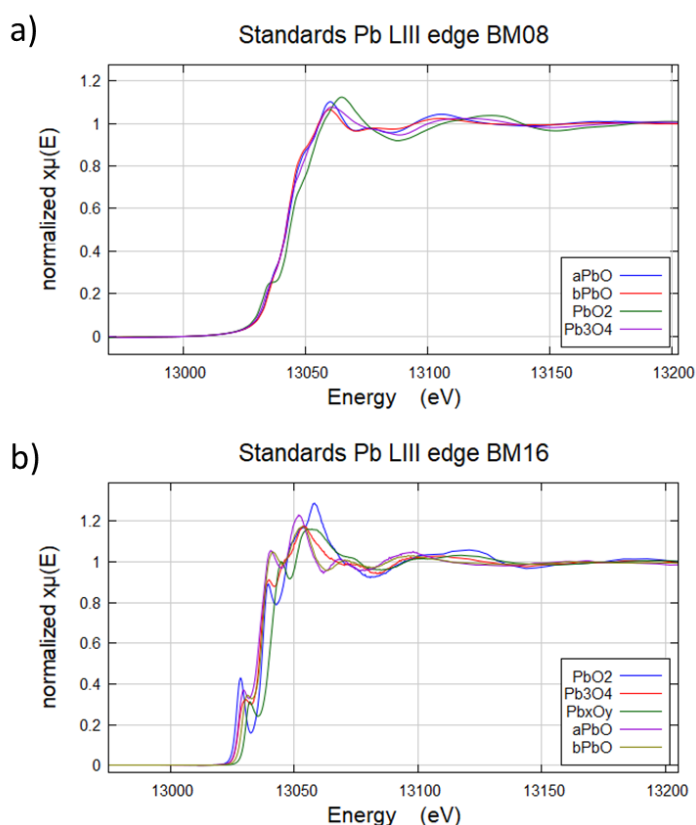 a)
Standards Pb LIII edge BM08
normalized xμ(E)
1.2
1
0.8
0.6
0.4
0.2
0
aPbO
bPbO
PbO2
Pb3O4
13000 13050 13100 13150 13200
Energy (eV)
b)
Standards Pb LIII edge BM16
normalized xμ(E)
1.2
1
0.8
0.6
0.4
0.2
0
PbO2
Pb3O4
PbxOy
aPbO
bPbO
13000 13050 13100 13150 13200
Energy (eV)